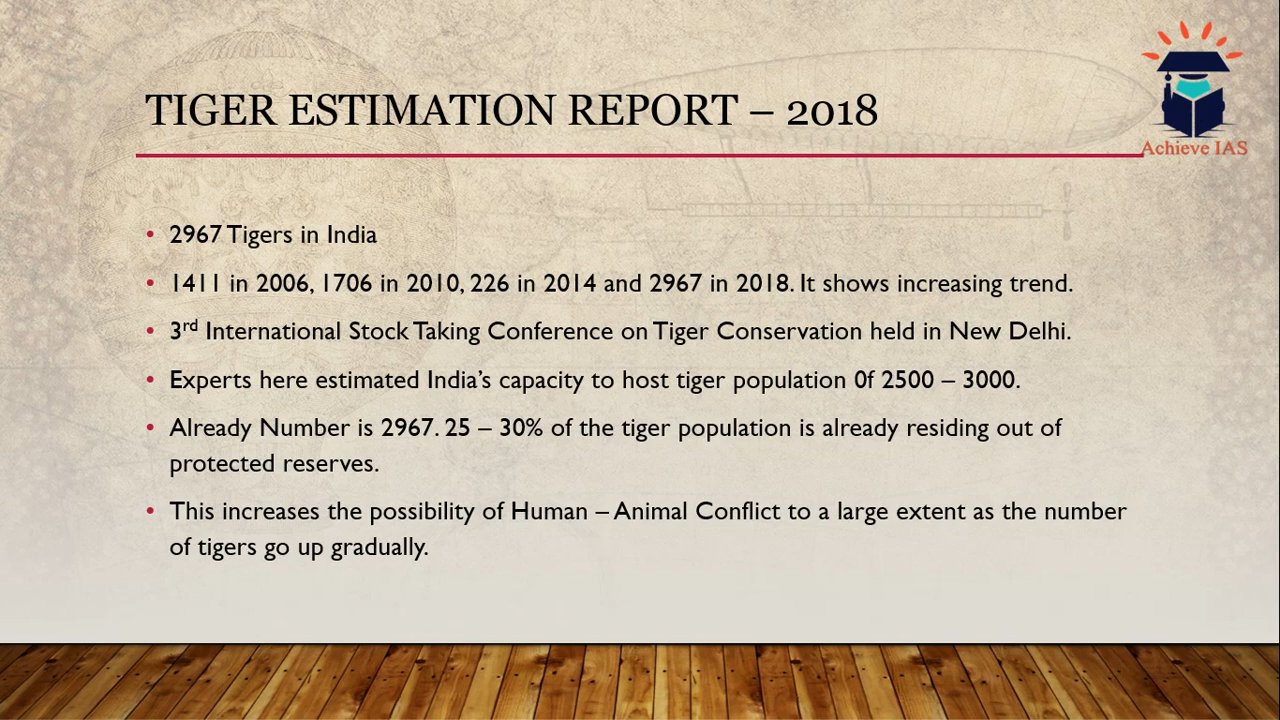 Achieve IAS
TIGER ESTIMATION REPORT – 2018
• 2967 Tigers in India
• 1411 in 2006, 1706 in 2010, 226 in 2014 and 2967 in 2018. It shows increasing trend.
• 3rd International Stock Taking Conference on Tiger Conservation held in New Delhi.
• Experts here estimated India’s capacity to host tiger population 0f 2500 – 3000.
• Already Number is 2967. 25 – 30% of the tiger population is already residing out of
protected reserves.
• This increases the possibility of Human – Animal Conflict to a large extent as the number
of tigers go up gradually.